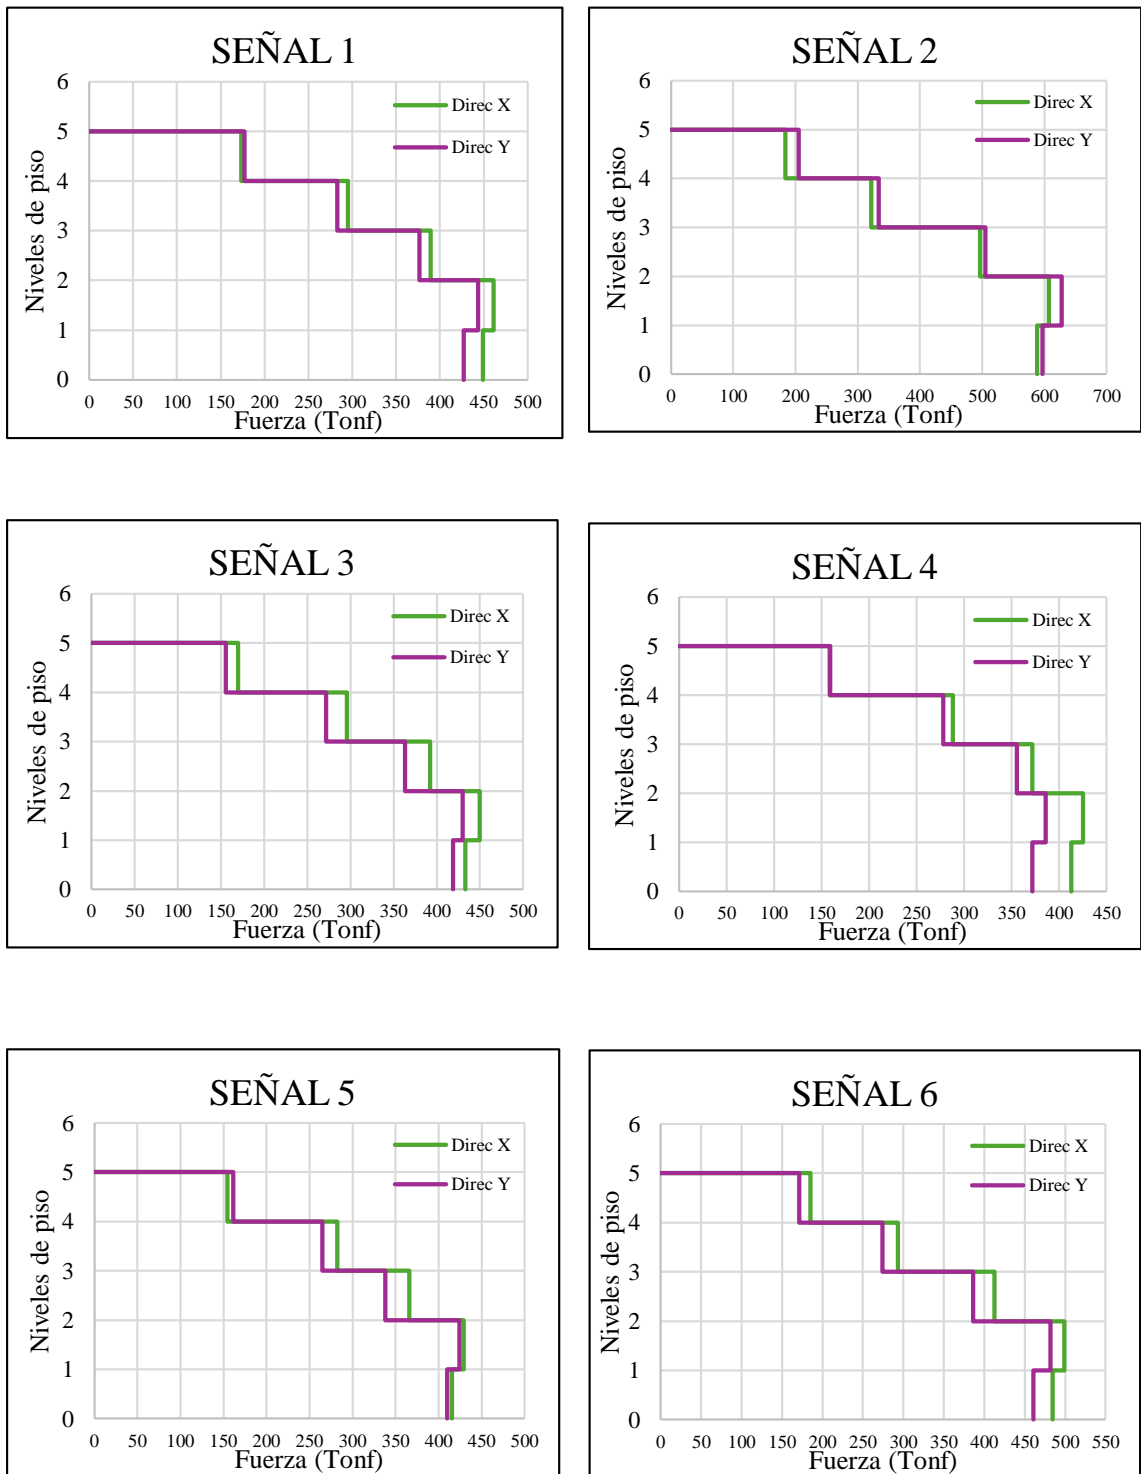 SEÑAL 1
6
5
4
3
2
1
0
Niveles de piso
Direc X
Direc Y
0 50 100 150 200 250 300 350 400 450 500
Fuerza (Tonf)
SEÑAL 2
6
5
4
3
2
1
0
Niveles de piso
Direc X
Direc Y
0 100 200 300 400 500 600 700
Fuerza (Tonf)
SEÑAL 3
6
5
4
3
2
1
0
Niveles de piso
Direc X
Direc Y
0 50 100 150 200 250 300 350 400 450 500
Fuerza (Tonf)
SEÑAL 4
6
5
4
3
2
1
0
Niveles de piso
Direc X
Direc Y
0 50 100 150 200 250 300 350 400 450
Fuerza (Tonf)
SEÑAL 5
6
5
4
3
2
1
0
Niveles de piso
Direc X
Direc Y
0 50 100 150 200 250 300 350 400 450 500
Fuerza (Tonf)
SEÑAL 6
6
5
4
3
2
1
0
Niveles de piso
Direc X
Direc Y
0 50 100 150 200 250 300 350 400 450 500 550
Fuerza (Tonf)